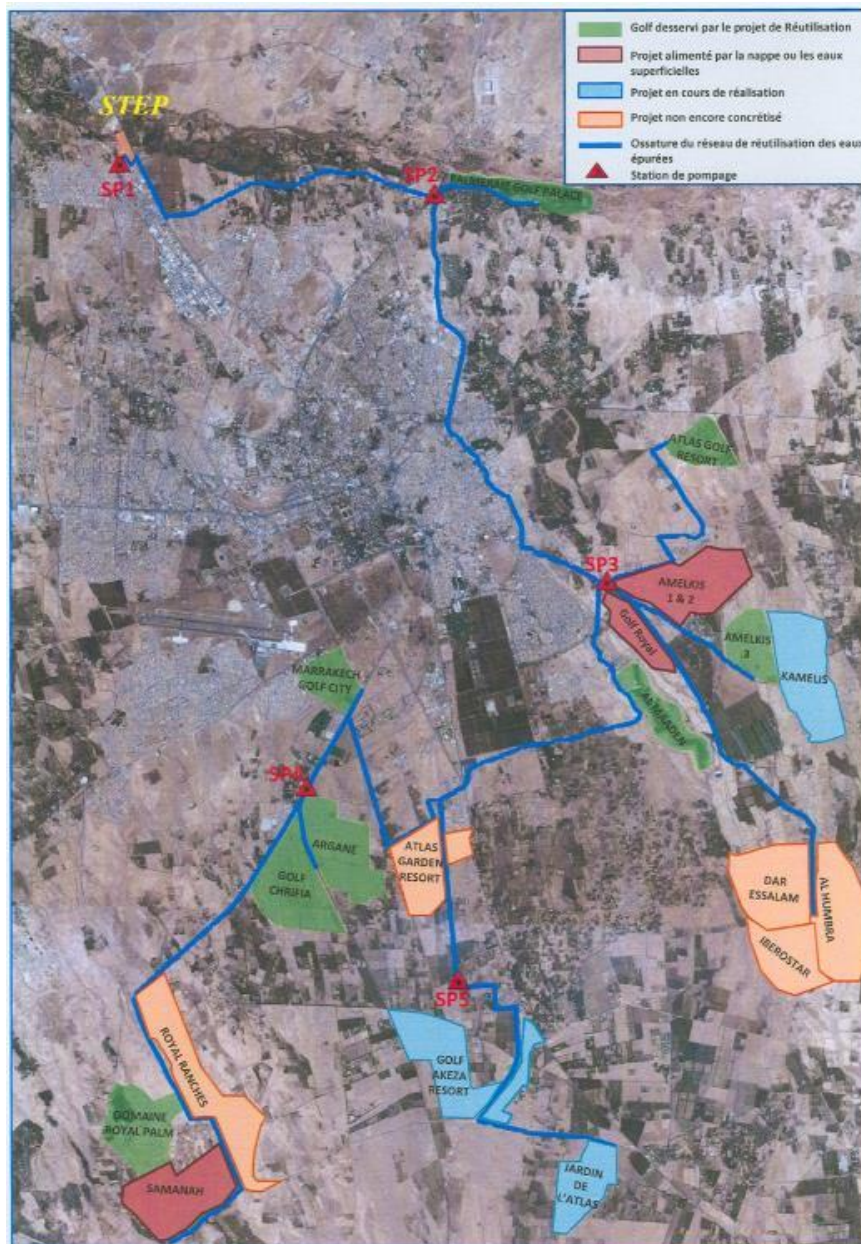 Golf desservi par le projet de Réutilisation
Projet alimenté par la nappe ou les eaux
superficielles
Projet en cours de réalisation
Projet non encore concrétisé
Ossature du réseau de réutilisation des eaux
épurées
Station de pompage
STEP
SP1
SP2
PALMERAIE GOLF PALACE
ATLAS GOLF
RESORT
SP3
AMELKIS
1 & 2
Golf Royal
AMELKIS
3
KAMELIS
MARRAKECH
GOLF CITY
AL MAADEN
SP4
ARGANE
GOLF
CHRIFIA
ATLAS
GARDEN
RESORT
DAR
ESSALAM
AL HUMBRA
IBEROSTAR
SP5
ROYAL RANCHES
GOLF
AKEZA
RESORT
DOMAINE
ROYAL PALM
SAMANAH
JARDIN
DE
L'ATLAS